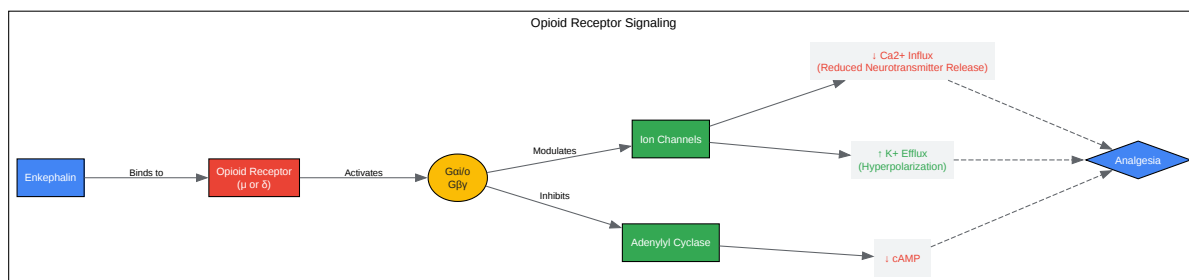 Opioid Receptor Signaling
↓ Ca2+ Influx
(Reduced Neurotransmitter Release)
Ion Channels
Modulates
Enkephalin
Binds to
Opioid Receptor
(μ or δ)
Activates
Gαi/o
Gβγ
↑ K+ Efflux
(Hyperpolarization)
Analgesia
Inhibits
Adenylyl Cyclase
↓ cAMP